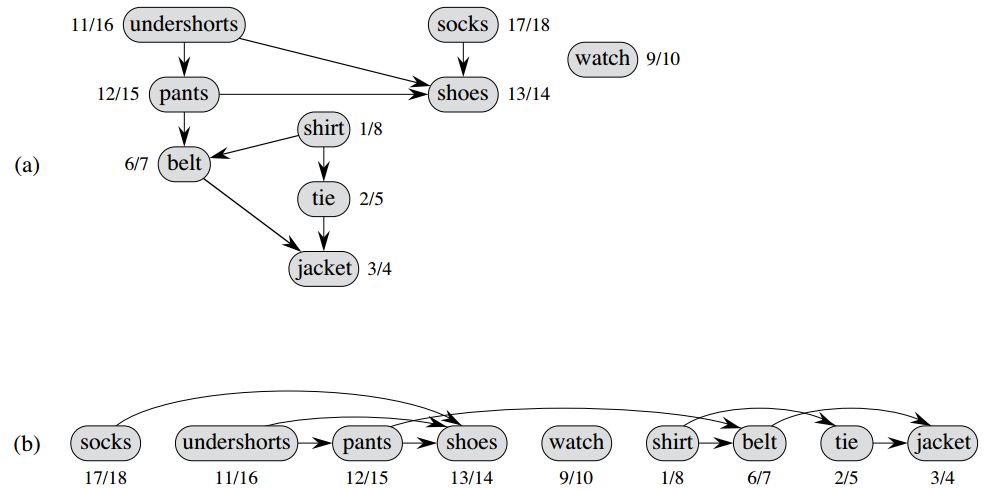 11/16 undershorts socks 17/18
watch 9/10
12/15 pants shoes 13/14
shirt 1/8
(a) 6/7 belt
tie 2/5
jacket 3/4
(b) socks undershorts pants shoes watch shirt belt tie jacket
17/18 11/16 12/15 13/14 9/10 1/8 6/7 2/5 3/4